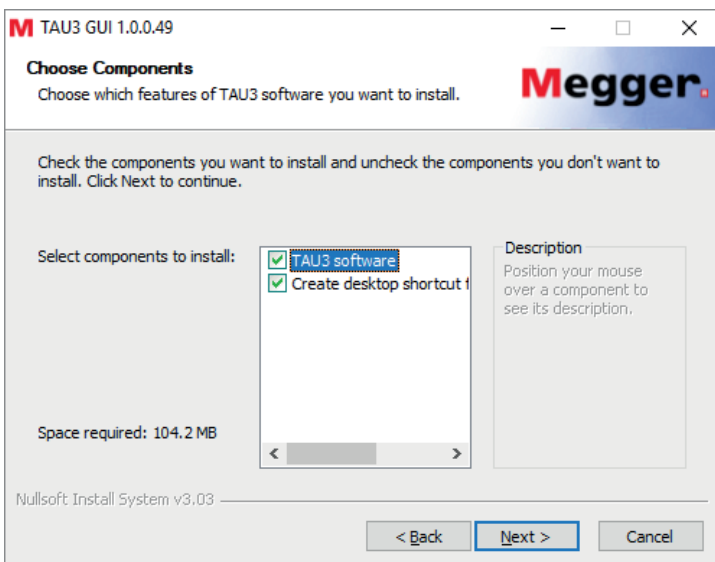 TAU3 GUI 1.0.0.49
Choose Components
Choose which features of TAU3 software you want to install.
Megger.
Check the components you want to install and uncheck the components you don't want to
install. Click Next to continue.
Select components to install:
TAU3 software
Create desktop shortcut
Description
Position your mouse
over a component to
see its description.
Space required: 104.2 MB
Nullsoft Install System v3.03
< Back
Next >
Cancel